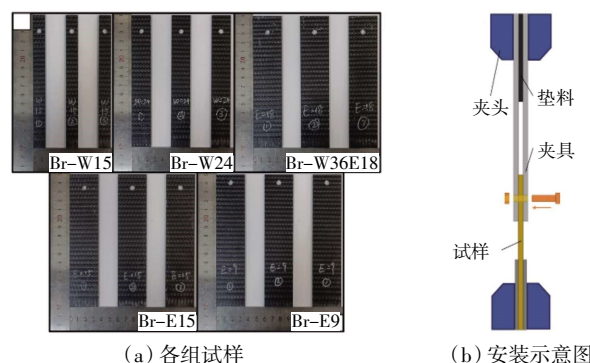 Br-W15
Br-W24
Br-W36E18
Br-E15
Br-E9
(a) 各组试样
夹头
垫料
夹具
试样
(b) 安装示意图